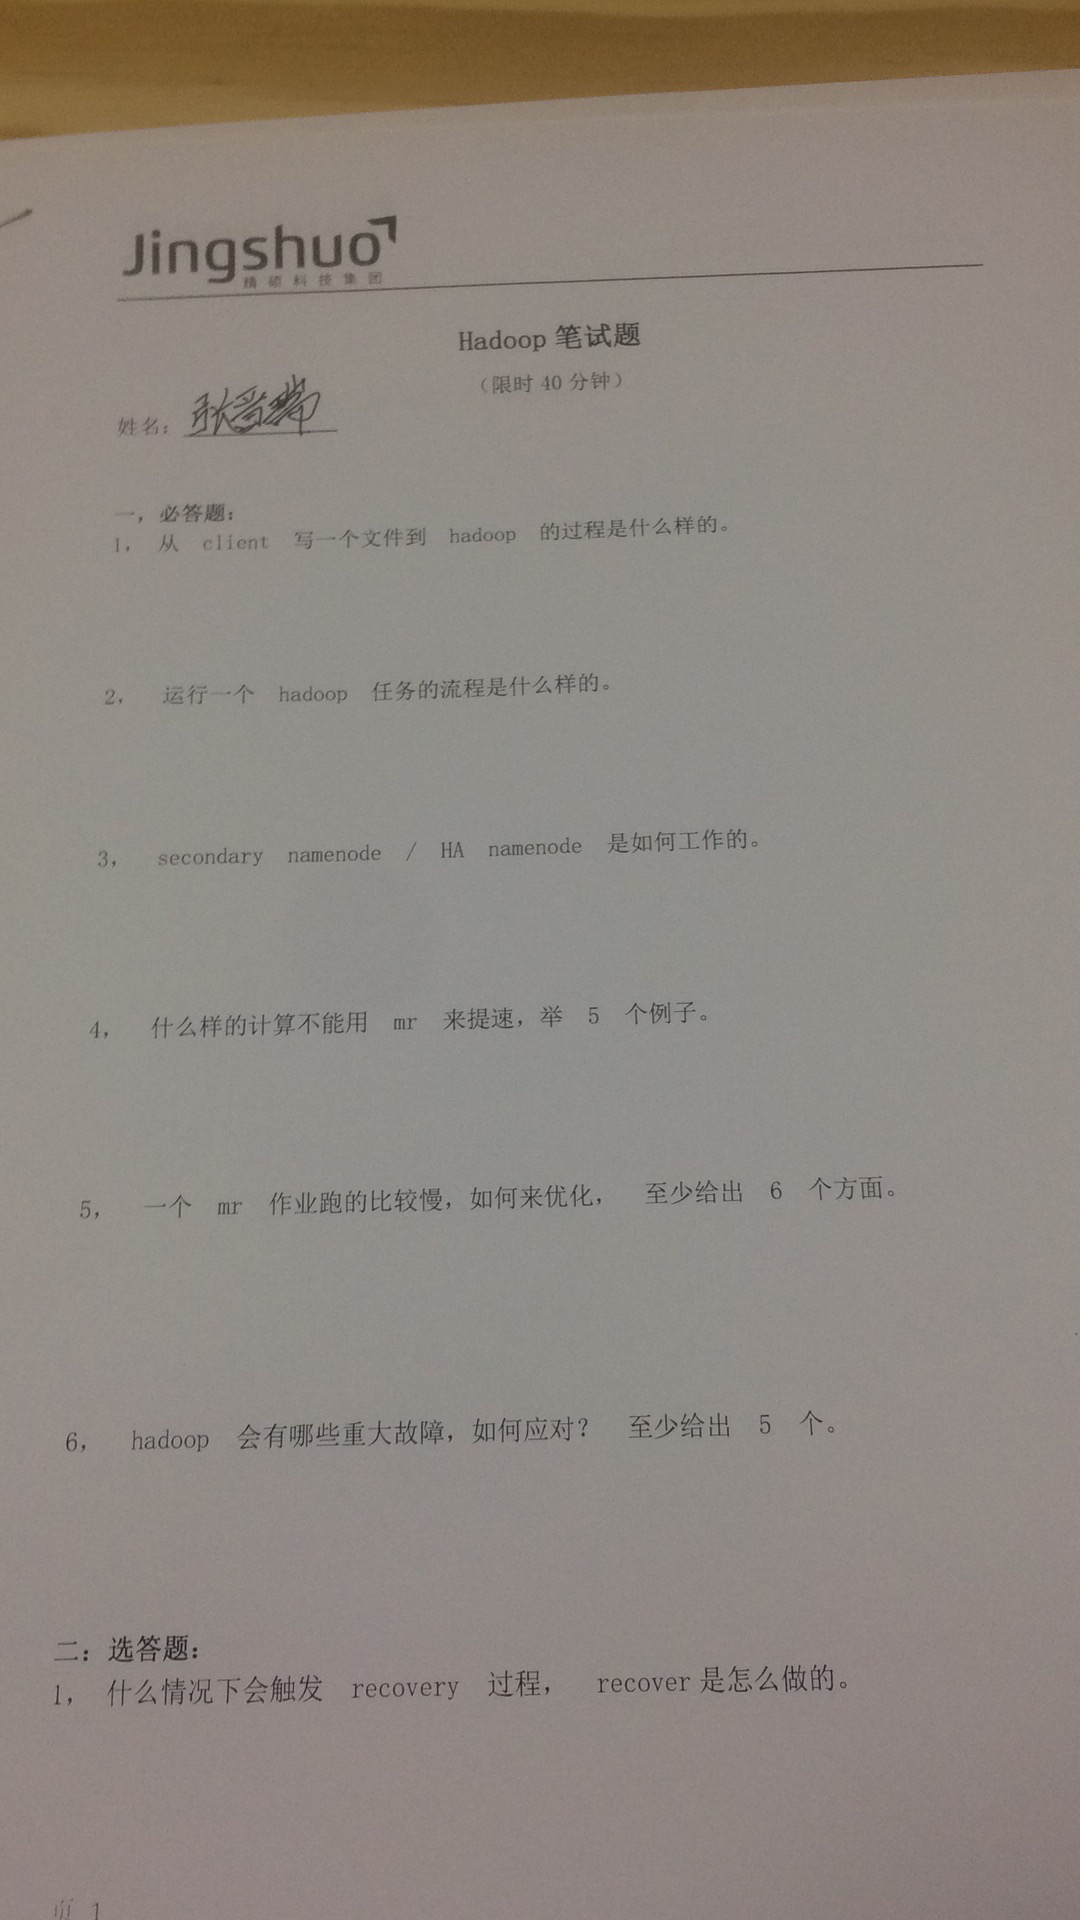 Jingshuo
精硕科技集团
Hadoop 笔试题
（限时 40 分钟）
姓名：
一，必答题：
1， 从 client 写一个文件到 hadoop 的过程是什么样的。
2， 运行一个 hadoop 任务的流程是什么样的。
3， secondary namenode / HA namenode 是如何工作的。
4， 什么样的计算不能用 mr 来提速，举 5 个例子。
5， 一个 mr 作业跑的比较慢，如何来优化， 至少给出 6 个方面。
6， hadoop 会有哪些重大故障，如何应对？ 至少给出 5 个。
二：选答题：
1， 什么情况下会触发 recovery 过程， recover 是怎么做的。
页 1